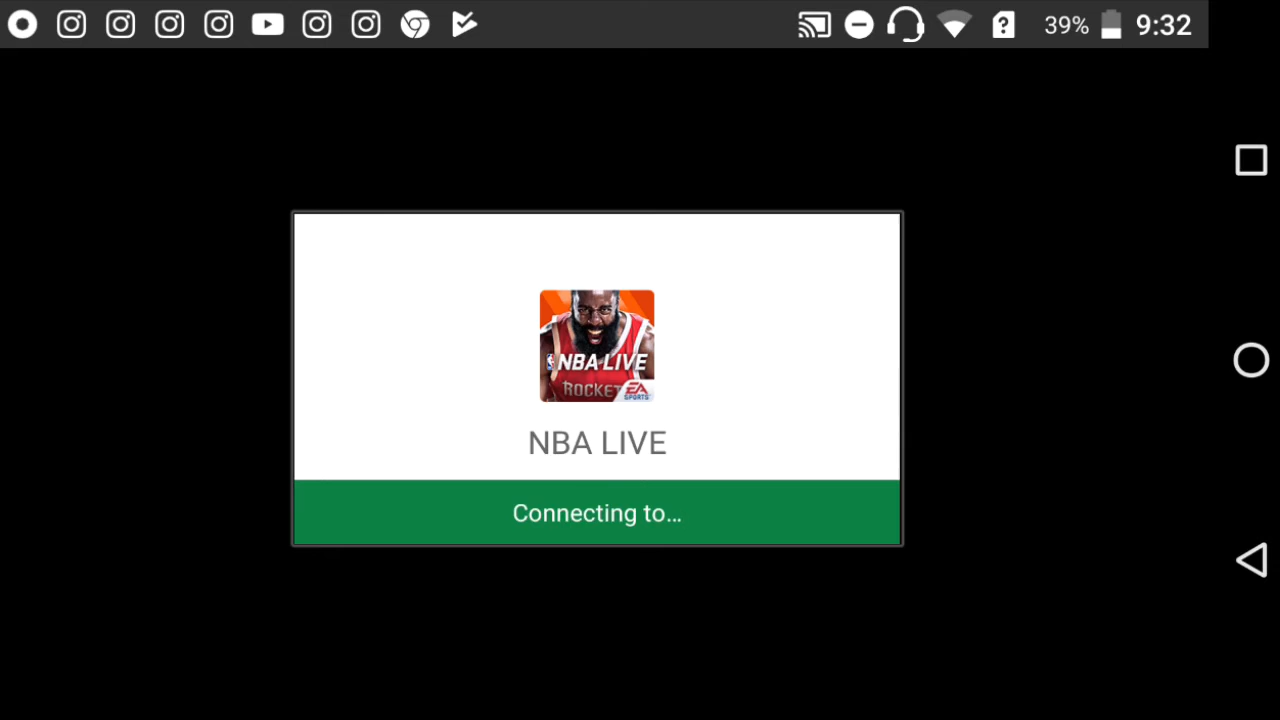 39% 9:32
NBA LIVE
ROCKET
EA
SPORTS
NBA LIVE
Connecting to…